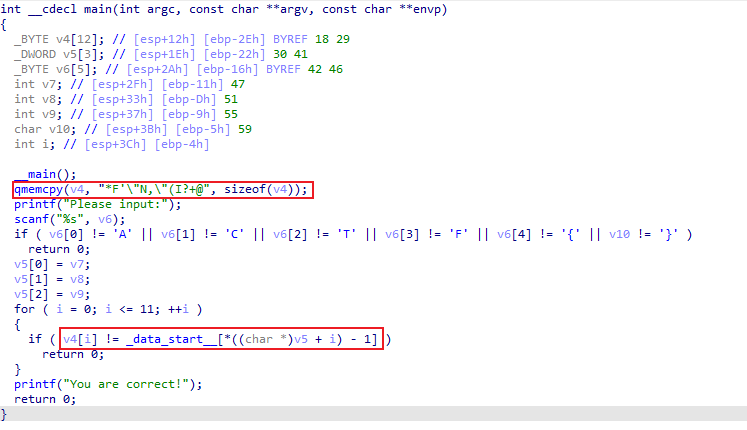 int __cdecl main(int argc, const char **argv, const char **envp)
{
  _BYTE v4[12]; // [esp+12h] [ebp-2Eh] BYREF 18 29
  _DWORD v5[3]; // [esp+1Eh] [ebp-22h] 30 41
  _BYTE v6[5]; // [esp+2Ah] [ebp-16h] BYREF 42 46
  int v7; // [esp+2Fh] [ebp-11h] 47
  int v8; // [esp+33h] [ebp-Dh] 51
  int v9; // [esp+37h] [ebp-9h] 55
  char v10; // [esp+3Bh] [ebp-5h] 59
  int i; // [esp+3Ch] [ebp-4h]

  __main();
  qmemcpy(v4, "*F'\"N,\"(I?+@", sizeof(v4));
  printf("Please input:");
  scanf("%s", v6);
  if ( v6[0] != 'A' || v6[1] != 'C' || v6[2] != 'T' || v6[3] != 'F' || v6[4] != '{' || v10 != '}' )
    return 0;
  v5[0] = v7;
  v5[1] = v8;
  v5[2] = v9;
  for ( i = 0; i <= 11; ++i )
  {
    if ( v4[i] != _data_start__[*((char *)v5 + i) - 1] )
      return 0;
  }
  printf("You are correct!");
  return 0;
}